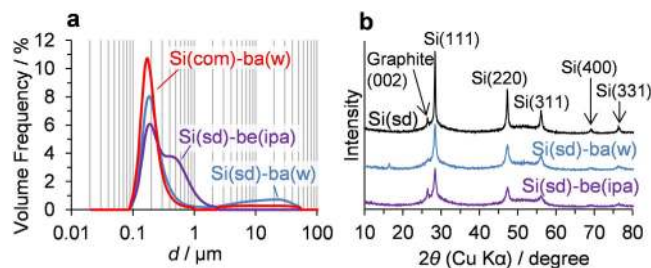 a
Volume Frequency / %
12
10
8
6
4
2
0
0.01 0.1 1 10 100
d / µm
Si(com)-ba(w)
Si(sd)-be(ipa)
Si(sd)-ba(w)
b
Intensity
Graphite
(002)
Si(111)
Si(220)
Si(311)
Si(400)
Si(331)
Si(sd)
Si(sd)-ba(w)
Si(sd)-be(ipa)
10 20 30 40 50 60 70 80
2θ (Cu Kα) / degree